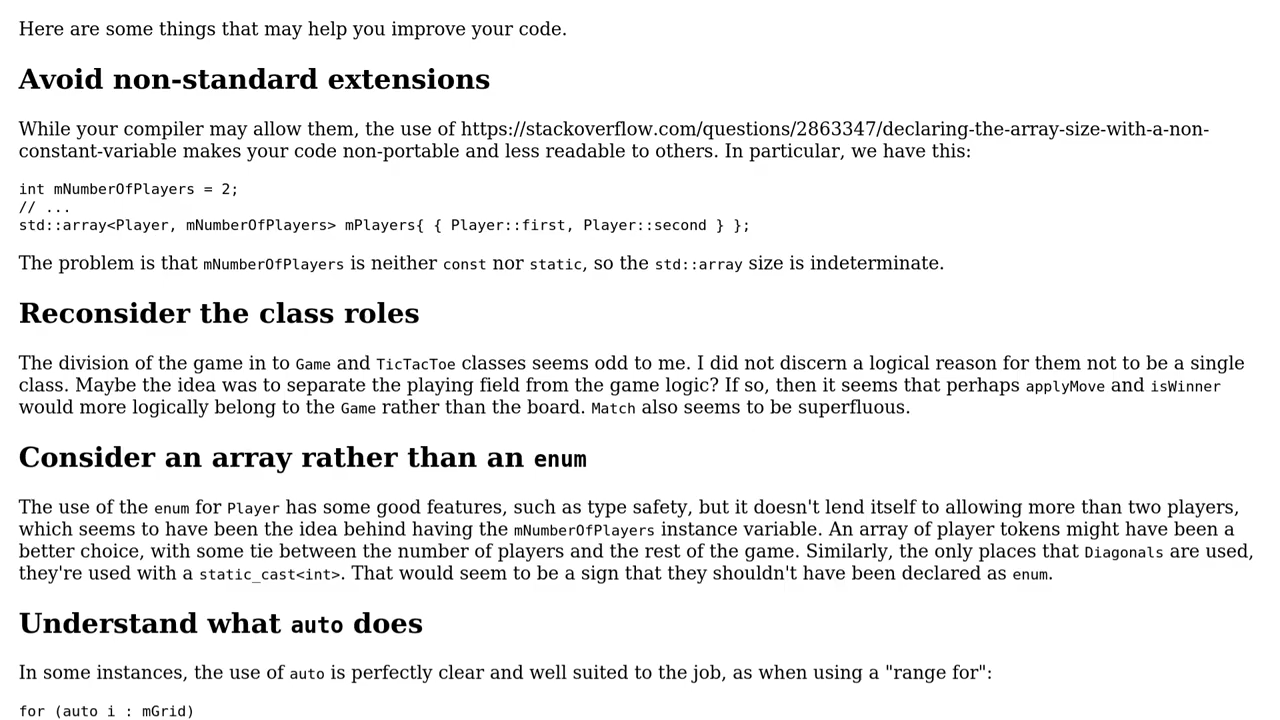 Here are some things that may help you improve your code.
Avoid non-standard extensions
While your compiler may allow them, the use of https://stackoverflow.com/questions/2863347/declaring-the-array-size-with-a-non-
constant-variable makes your code non-portable and less readable to others. In particular, we have this:
int mNumberOfPlayers = 2;
// ...
std::array<Player, mNumberOfPlayers> mPlayers{ { Player::first, Player::second } };
The problem is that mNumberOfPlayers is neither const nor static, so the std::array size is indeterminate.
Reconsider the class roles
The division of the game in to Game and TicTacToe classes seems odd to me. I did not discern a logical reason for them not to be a single
class. Maybe the idea was to separate the playing field from the game logic? If so, then it seems that perhaps applyMove and isWinner
would more logically belong to the Game rather than the board. Match also seems to be superfluous.
Consider an array rather than an enum
The use of the enum for Player has some good features, such as type safety, but it doesn't lend itself to allowing more than two players,
which seems to have been the idea behind having the mNumberOfPlayers instance variable. An array of player tokens might have been a
better choice, with some tie between the number of players and the rest of the game. Similarly, the only places that Diagonals are used,
they're used with a static_cast<int>. That would seem to be a sign that they shouldn't have been declared as enum.
Understand what auto does
In some instances, the use of auto is perfectly clear and well suited to the job, as when using a "range for":
for (auto i : mGrid)